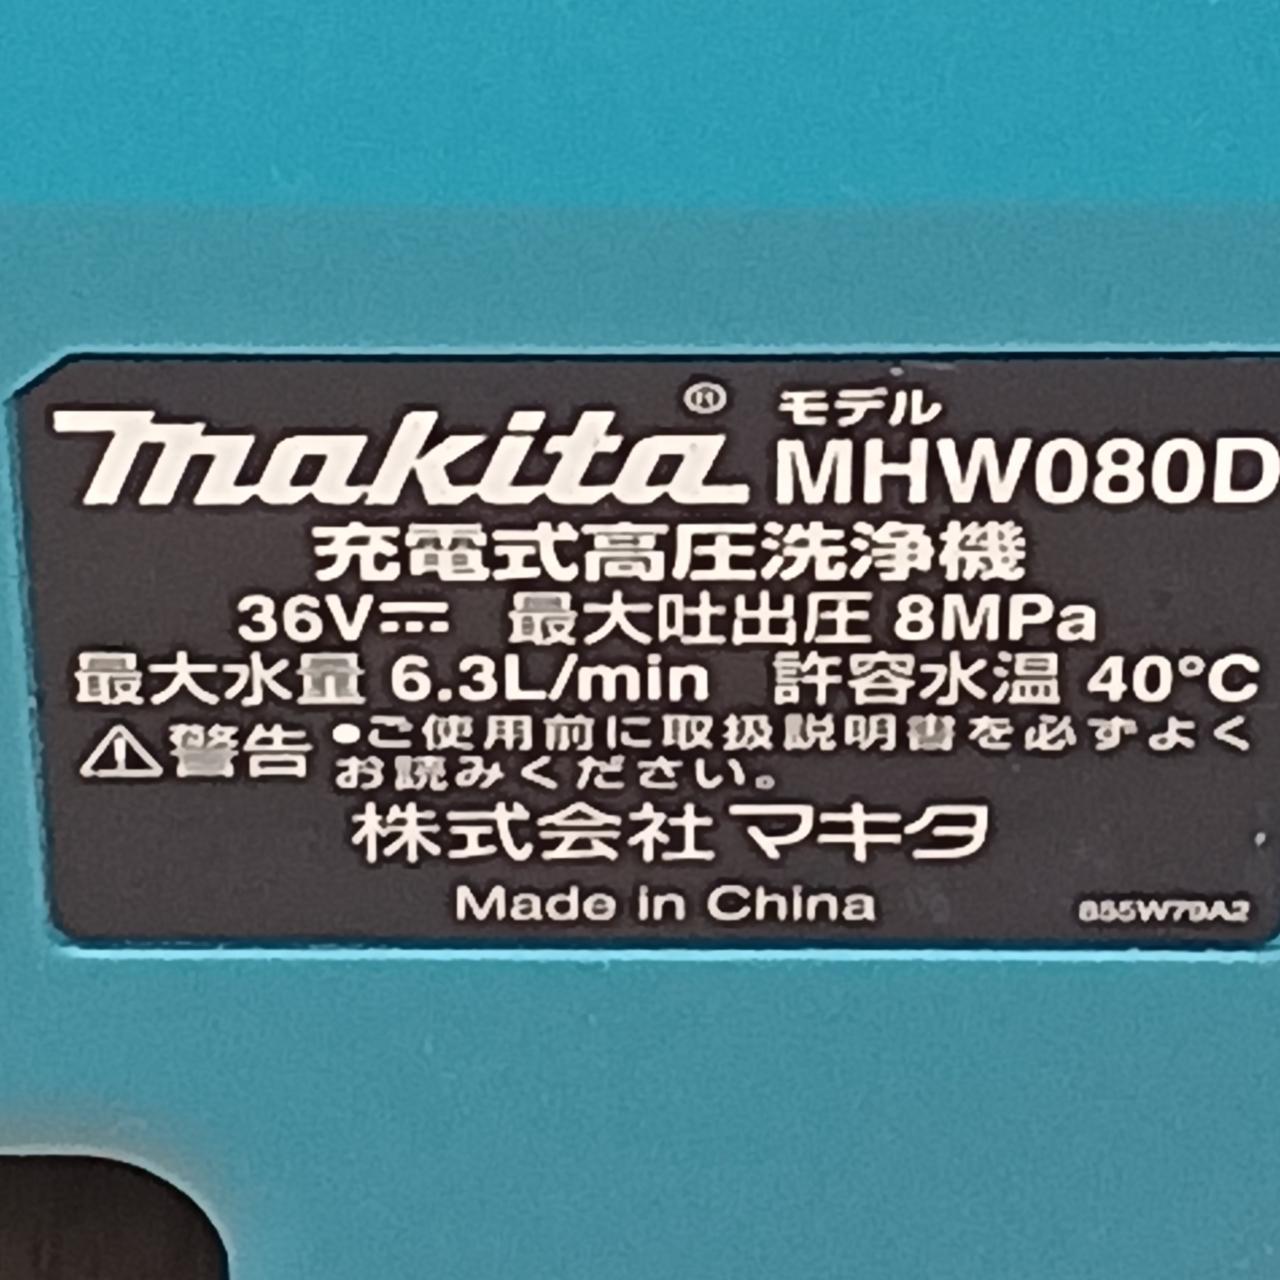 makita® モデル
MHW080D
充電式高圧洗浄機
36V⎓ 最大吐出圧 8MPa
最大水量 6.3L/min 許容水温 40°C
⚠警告 ●ご使用前に取扱説明書を必ずよく
お読みください。
株式会社マキタ
Made in China